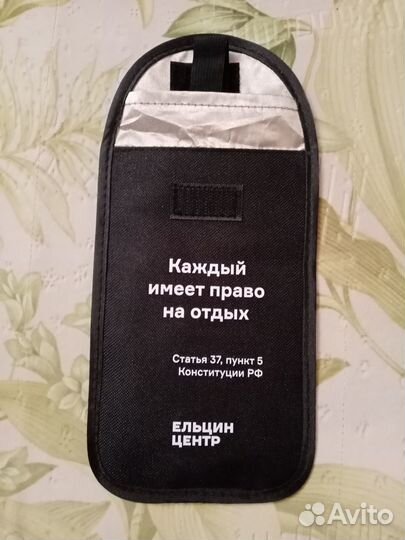 Каждый
имеет право
на отдых
Статья 37, пункт 5
Конституции РФ
ЕЛЬЦИН
ЦЕНТР
Avito